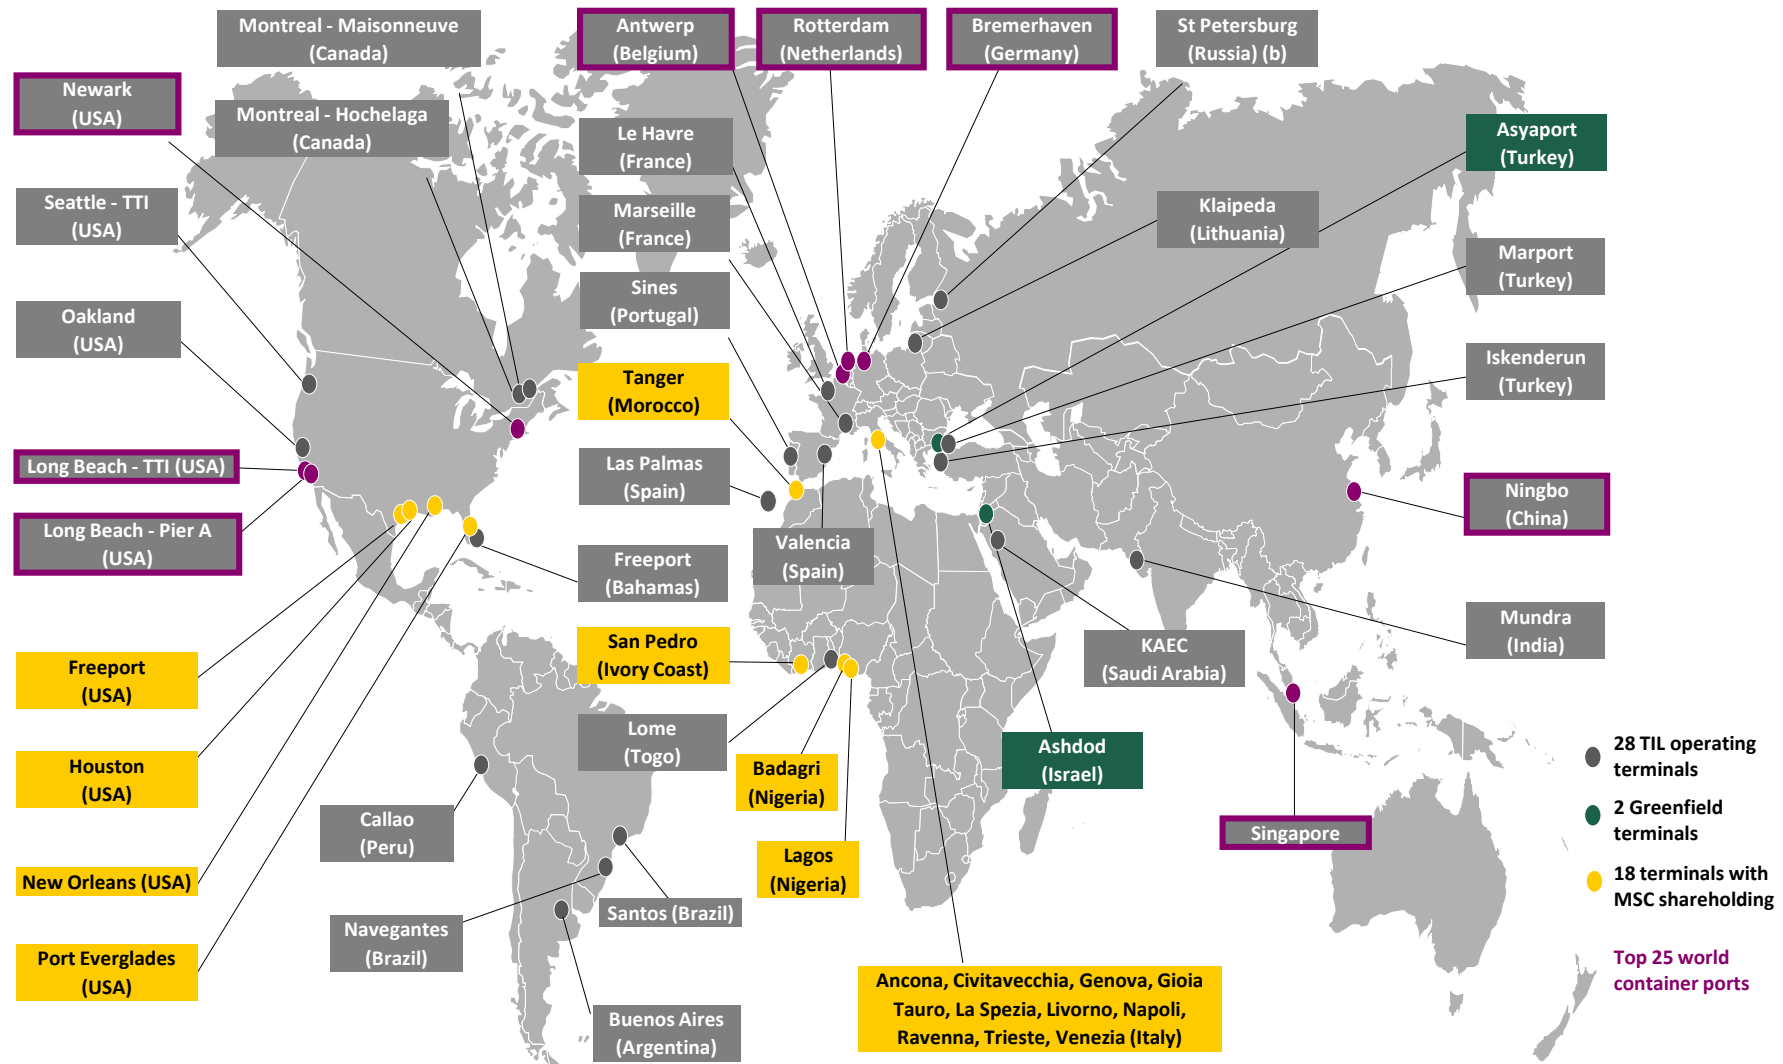 Montreal - Maisonneuve
(Canada)
Antwerp
(Belgium)
Rotterdam
(Netherlands)
Bremerhaven
(Germany)
St Petersburg
(Russia) (b)
Newark
(USA)
Montreal - Hochelaga
(Canada)
Le Havre
(France)
Asyaport
(Turkey)
Seattle - TTI
(USA)
Marseille
(France)
Klaipeda
(Lithuania)
Marport
(Turkey)
Sines
(Portugal)
Oakland
(USA)
Tanger
(Morocco)
Iskenderun
(Turkey)
Long Beach - TTI (USA)
Las Palmas
(Spain)
Ningbo
(China)
Long Beach - Pier A
(USA)
Valencia
(Spain)
Freeport
(Bahamas)
Mundra
(India)
San Pedro
(Ivory Coast)
KAEC
(Saudi Arabia)
Freeport
(USA)
Lome
(Togo)
Ashdod
(Israel)
Houston
(USA)
Badagri
(Nigeria)
28 TIL operating
terminals
2 Greenfield
terminals
Callao
(Peru)
Singapore
Lagos
(Nigeria)
18 terminals with
MSC shareholding
New Orleans (USA)
Santos (Brazil)
Navegantes
(Brazil)
Port Everglades
(USA)
Top 25 world
container ports
Ancona, Civitavecchia, Genova, Gioia
Tauro, La Spezia, Livorno, Napoli,
Ravenna, Trieste, Venezia (Italy)
Buenos Aires
(Argentina)